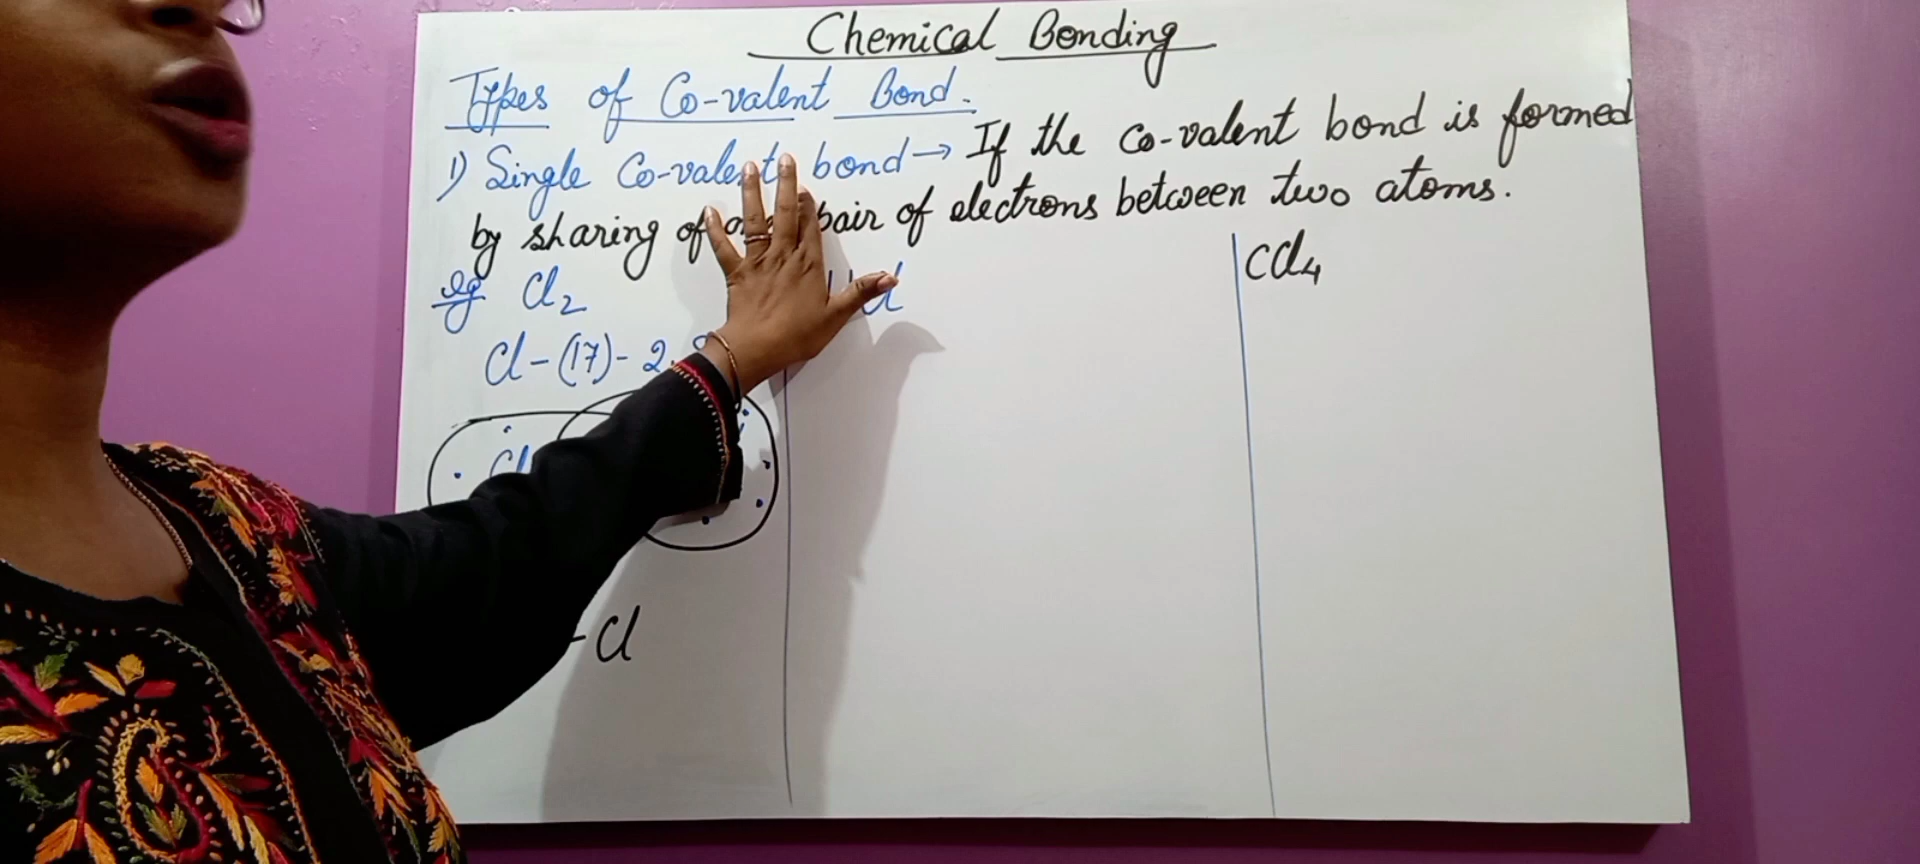 Chemical Bonding
Types of Co-valent Bond.
1) Single Co-valent bond → If the Co-valent bond is formed
by sharing of pair of electrons between two atoms.
eg Cl2
CCl4
Cl - (17) - 2.
Cl
- Cl